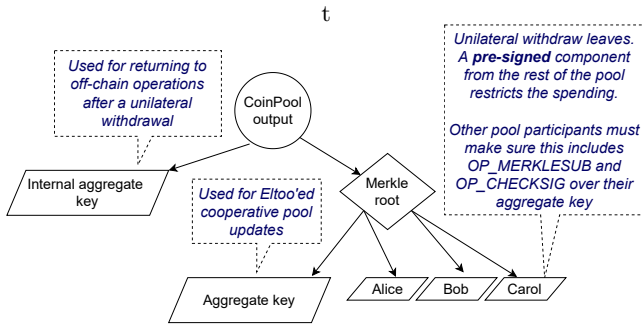 t
Used for returning to
off-chain operations
after a unilateral
withdrawal
CoinPool
output
Unilateral withdraw leaves.
A pre-signed component
from the rest of the pool
restricts the spending.
Other pool participants must
make sure this includes
OP_MERKLESUB and
OP_CHECKSIG over their
aggregate key
Internal aggregate
key
Used for Eltoo'ed
cooperative pool
updates
Merkle
root
Aggregate key
Alice
Bob
Carol